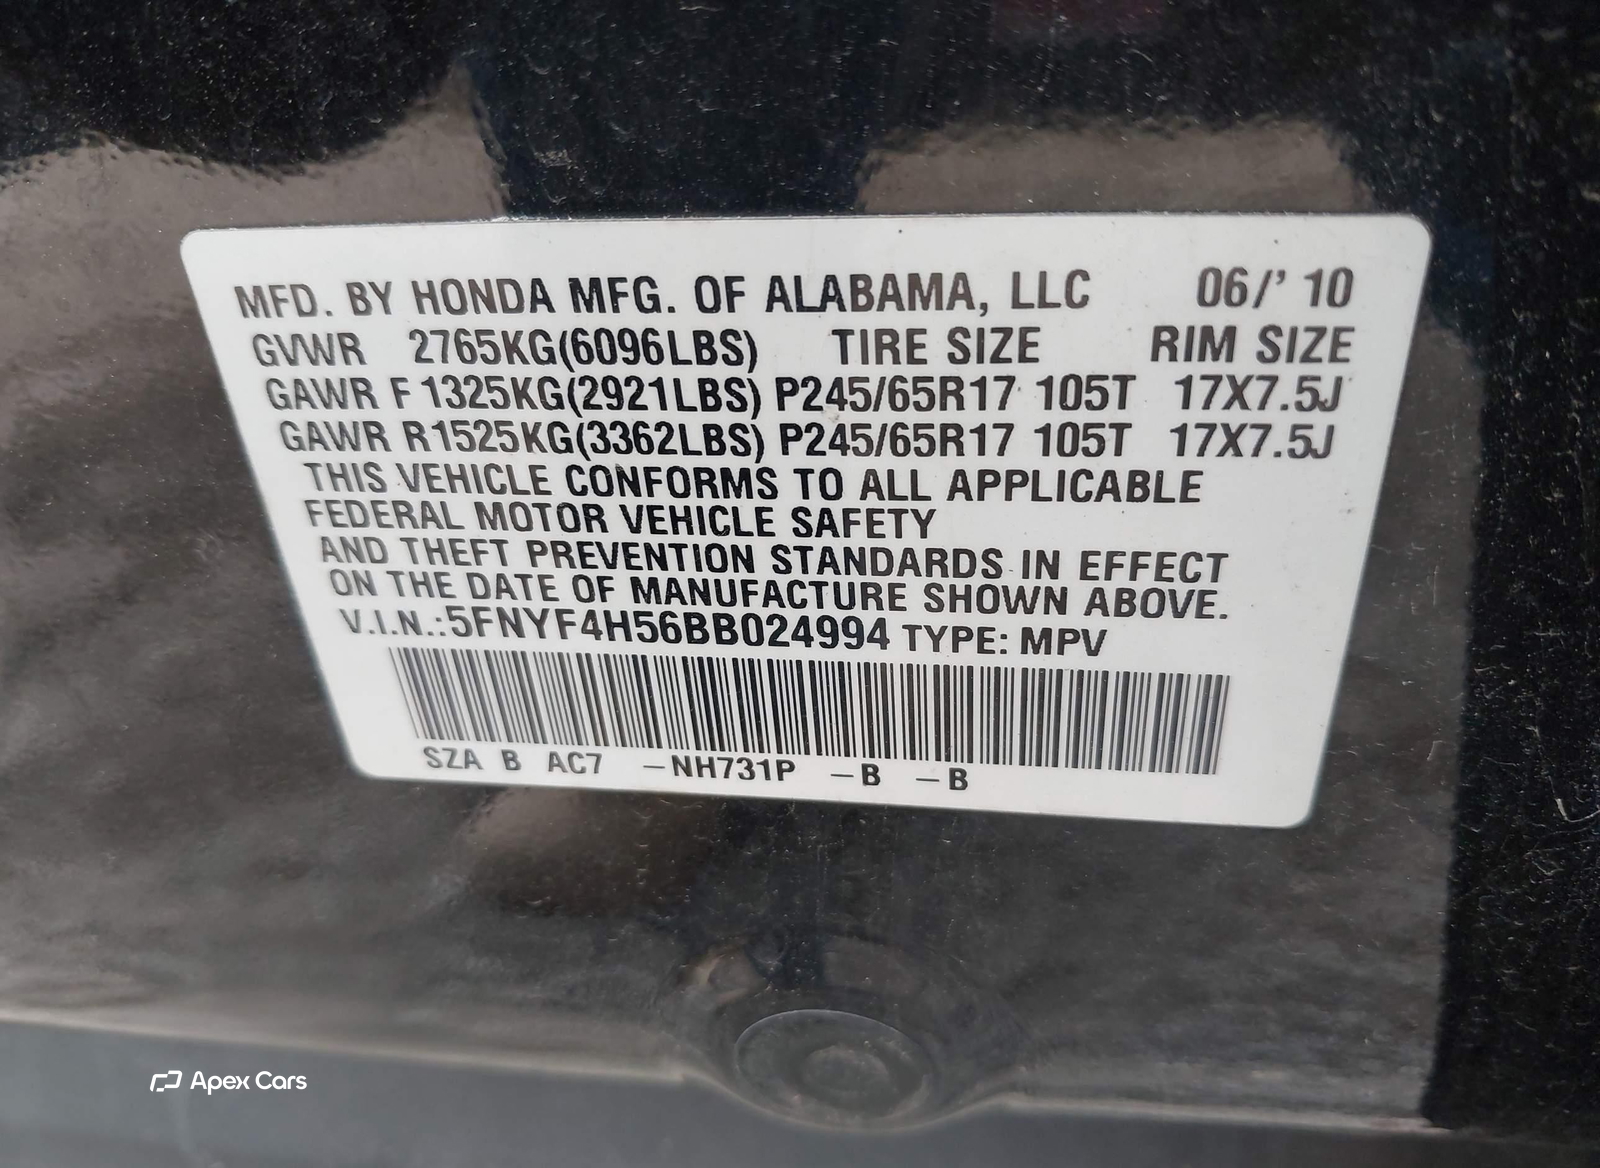 MFD. BY HONDA MFG. OF ALABAMA, LLC 06/' 10
GVWR 2765KG(6096LBS) TIRE SIZE RIM SIZE
GAWR F 1325KG(2921LBS) P245/65R17 105T 17X7.5J
GAWR R1525KG(3362LBS) P245/65R17 105T 17X7.5J
THIS VEHICLE CONFORMS TO ALL APPLICABLE
FEDERAL MOTOR VEHICLE SAFETY
AND THEFT PREVENTION STANDARDS IN EFFECT
ON THE DATE OF MANUFACTURE SHOWN ABOVE.
V.I.N.:5FNYF4H56BB024994 TYPE: MPV
SZA B AC7 –NH731P –B –B
Apex Cars